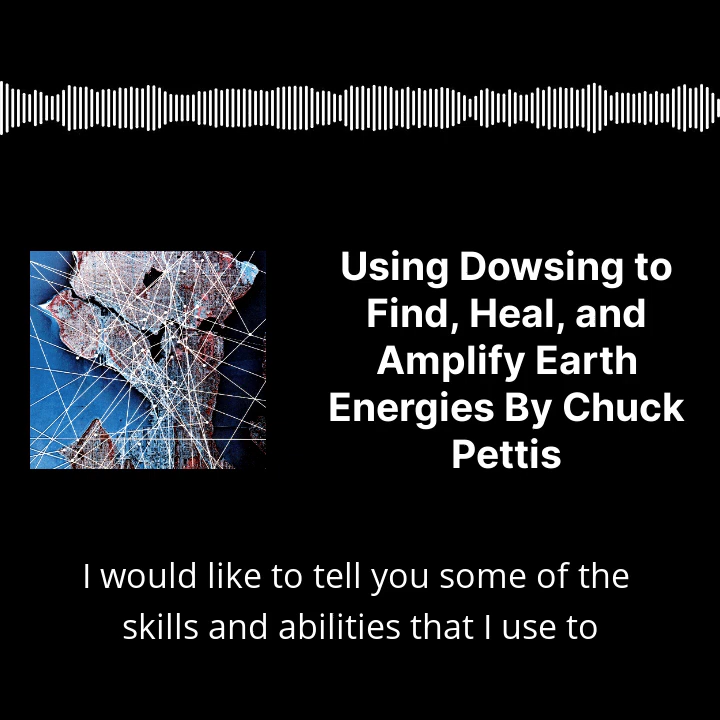 Using Dowsing to
Find, Heal, and
Amplify Earth
Energies By Chuck
Pettis
I would like to tell you some of the
skills and abilities that I use to